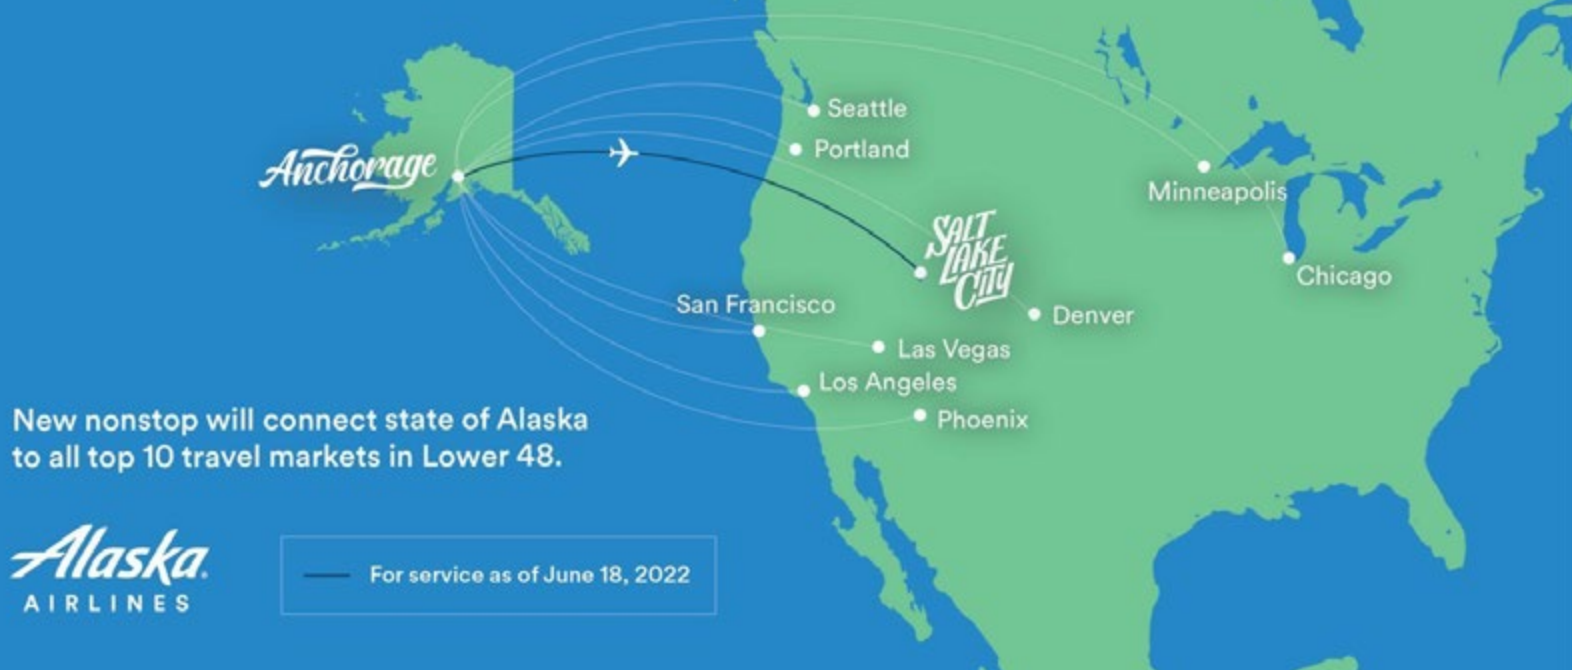 Seattle
Portland
Anchorage
Minneapolis
SALT
LAKE
CITY
Chicago
San Francisco
Denver
Las Vegas
Los Angeles
Phoenix
New nonstop will connect state of Alaska
to all top 10 travel markets in Lower 48.
Alaska
AIRLINES
For service as of June 18, 2022